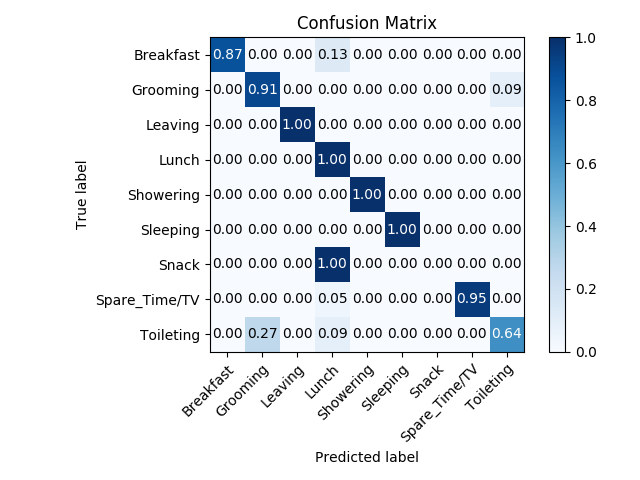 Confusion Matrix
True label
Breakfast 0.87 0.00 0.00 0.13 0.00 0.00 0.00 0.00 0.00
Grooming 0.00 0.91 0.00 0.00 0.00 0.00 0.00 0.00 0.09
Leaving 0.00 0.00 1.00 0.00 0.00 0.00 0.00 0.00 0.00
Lunch 0.00 0.00 0.00 1.00 0.00 0.00 0.00 0.00 0.00
Showering 0.00 0.00 0.00 0.00 1.00 0.00 0.00 0.00 0.00
Sleeping 0.00 0.00 0.00 0.00 0.00 1.00 0.00 0.00 0.00
Snack 0.00 0.00 0.00 1.00 0.00 0.00 0.00 0.00 0.00
Spare_Time/TV 0.00 0.00 0.00 0.05 0.00 0.00 0.00 0.95 0.00
Toileting 0.00 0.27 0.00 0.09 0.00 0.00 0.00 0.00 0.64
Breakfast Grooming Leaving Lunch Showering Sleeping Snack Spare_Time/TV Toileting
Predicted label
1.0
0.8
0.6
0.4
0.2
0.0